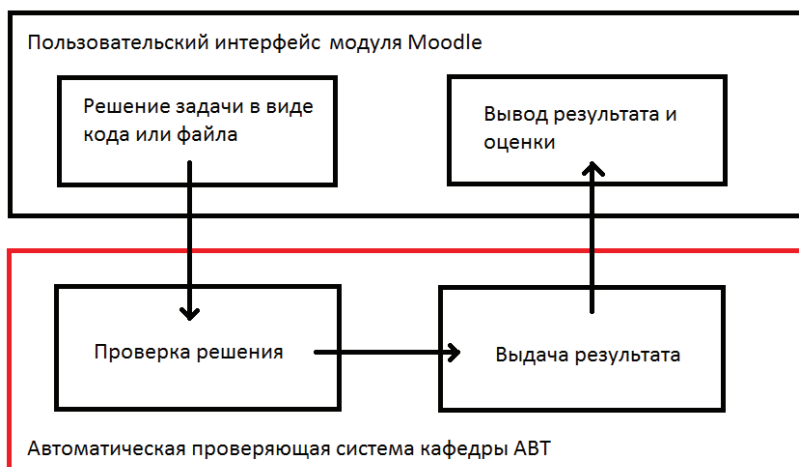 Пользовательский интерфейс модуля Moodle
Решение задачи в виде
кода или файла
Вывод результата и
оценки
Проверка решения
Выдача результата
Автоматическая проверяющая система кафедры АВТ